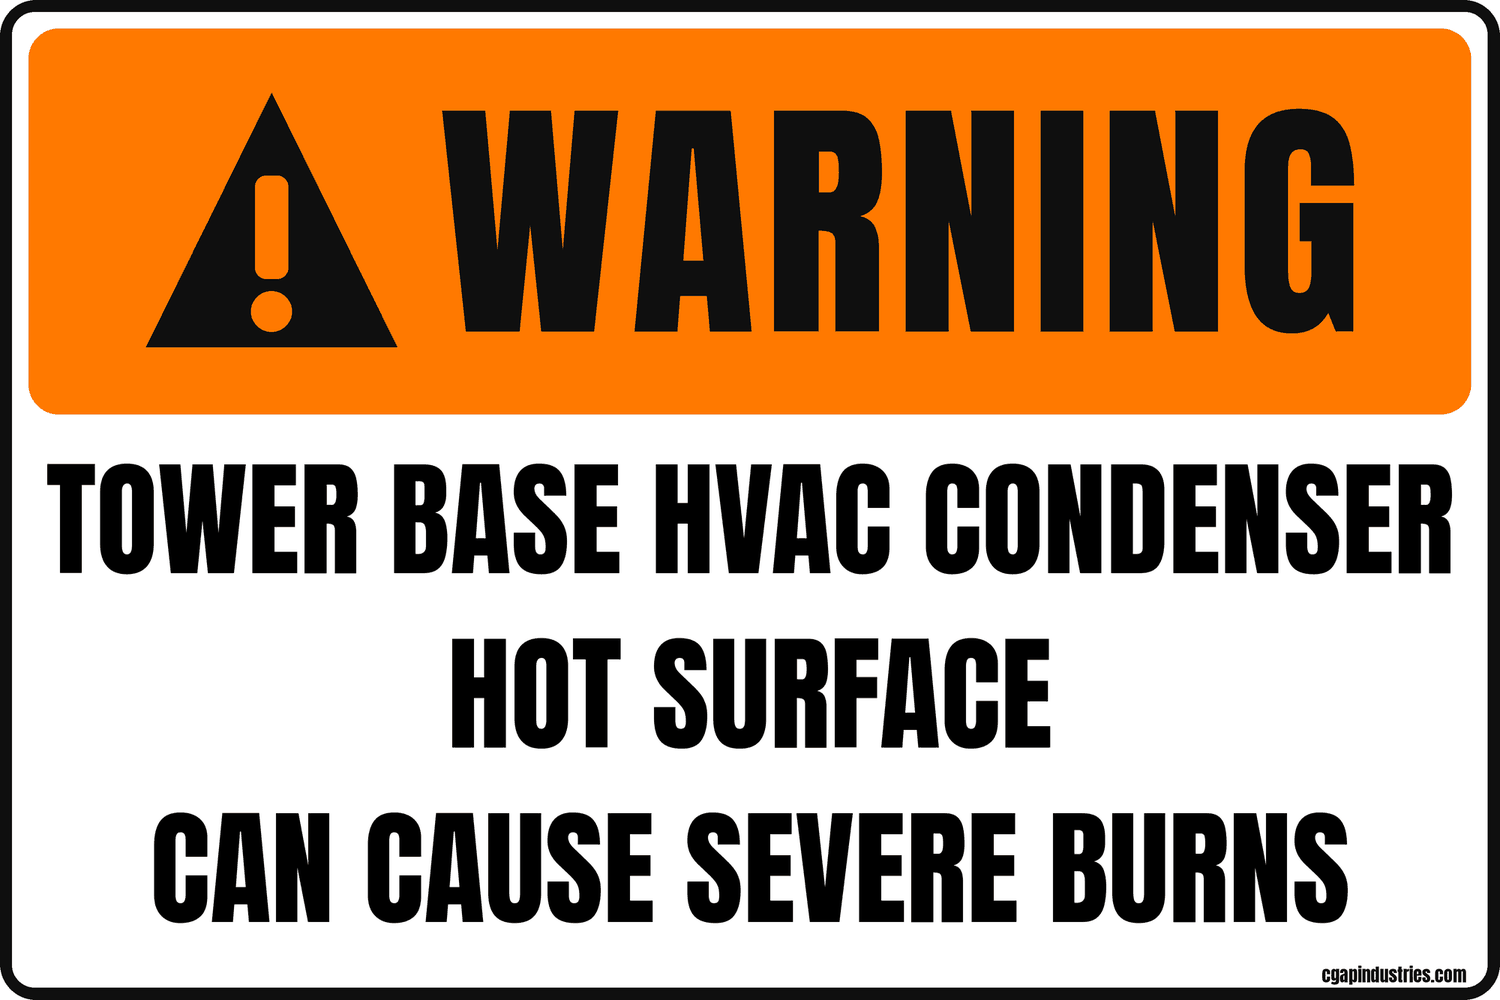 WARNING
TOWER BASE HVAC CONDENSER
HOT SURFACE
CAN CAUSE SEVERE BURNS
cgapindustries.com